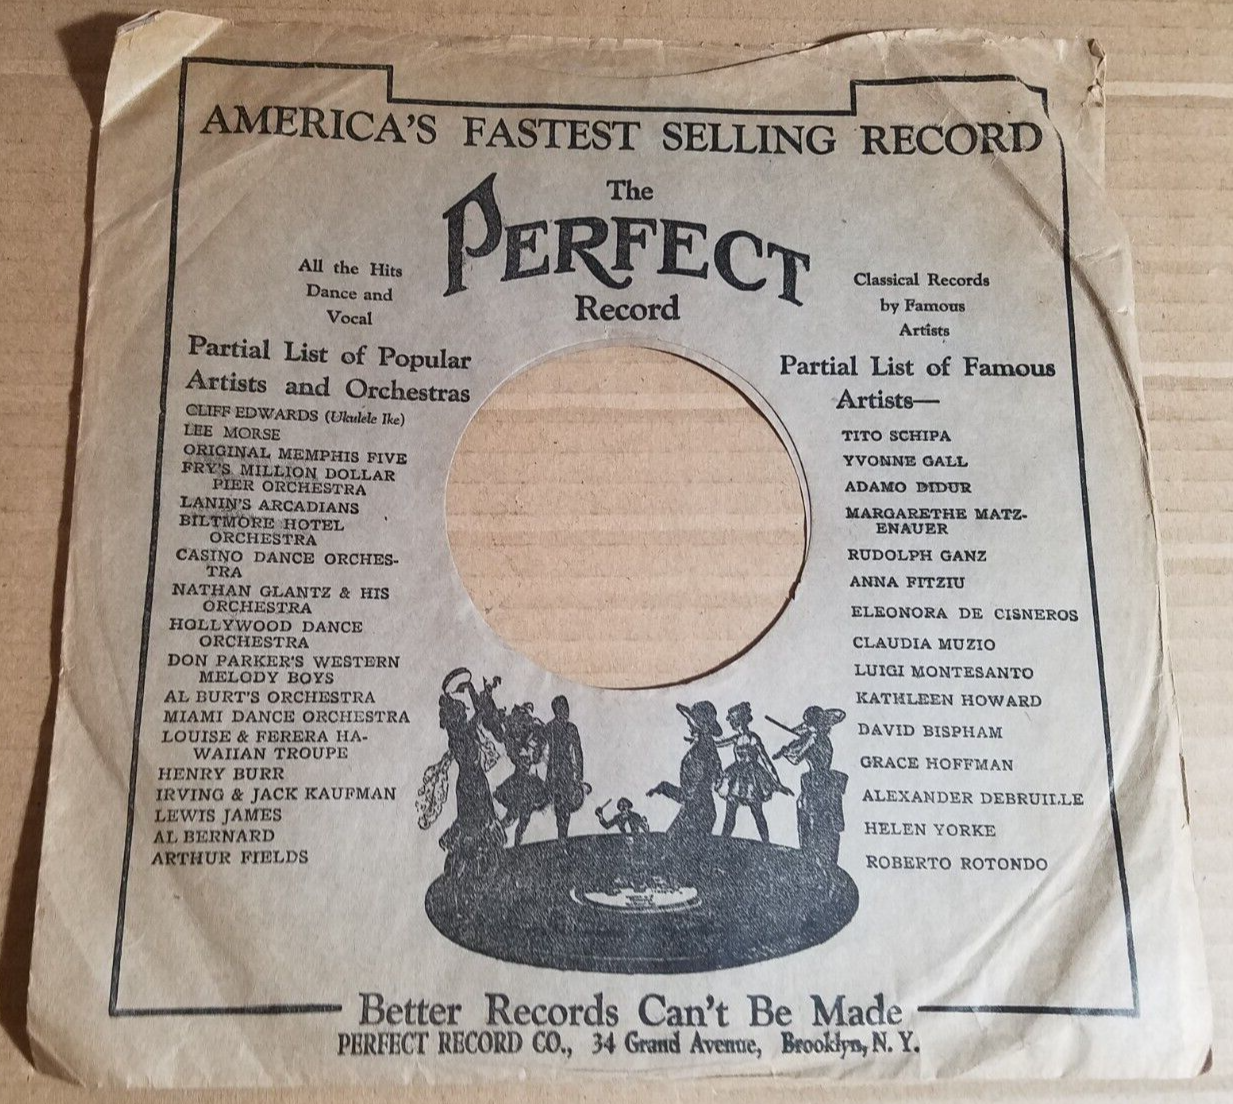 AMERICA'S FASTEST SELLING RECORD
The
PERFECT
Record
All the Hits
Dance and
Vocal
Classical Records
by Famous
Artists
Partial List of Popular
Artists and Orchestras
CLIFF EDWARDS (Ukulele Ike)
LEE MORSE
ORIGINAL MEMPHIS FIVE
FRY'S MILLION DOLLAR
PIER ORCHESTRA
LANIN'S ARCADIANS
BILTMORE HOTEL
ORCHESTRA
CASINO DANCE ORCHES-
TRA
NATHAN GLANTZ & HIS
ORCHESTRA
HOLLYWOOD DANCE
ORCHESTRA
DON PARKER'S WESTERN
MELODY BOYS
AL BURT'S ORCHESTRA
MIAMI DANCE ORCHESTRA
LOUISE & FERERA HA-
WAIIAN TROUPE
HENRY BURR
IRVING & JACK KAUFMAN
LEWIS JAMES
AL BERNARD
ARTHUR FIELDS
Partial List of Famous
Artists—
TITO SCHIPA
YVONNE GALL
ADAMO DIDUR
MARGARETHE MATZ-
ENAUER
RUDOLPH GANZ
ANNA FITZIU
ELEONORA DE CISNEROS
CLAUDIA MUZIO
LUIGI MONTESANTO
KATHLEEN HOWARD
DAVID BISPHAM
GRACE HOFFMAN
ALEXANDER DEBRUILLE
HELEN YORKE
ROBERTO ROTONDO
Better Records Can't Be Made
PERFECT RECORD CO., 34 Grand Avenue, Brooklyn, N. Y.